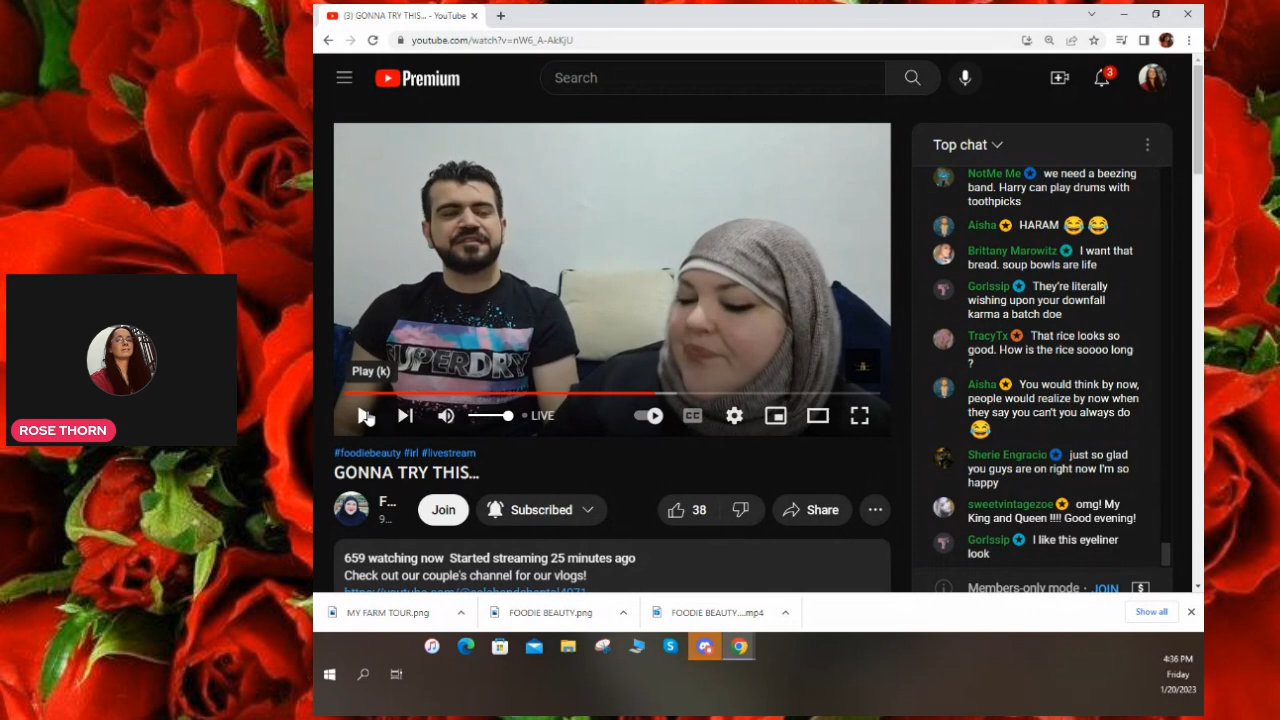 (3) GONNA TRY THIS... - YouTube
youtube.com/watch?v=nW6_A-AkKjU
Premium
Search
3
Top chat
NotMe Me we need a beezing
band. Harry can play drums with
toothpicks
Aisha HARAM
Brittany Marowitz I want that
bread. soup bowls are life
Gorlssip They're literally
wishing upon your downfall
karma a batch doe
TracyTx That rice looks so
good. How is the rice soooo long
?
Aisha You would think by now,
people would realize by now when
they say you can't you always do
Sherie Engracio just so glad
you guys are on right now I'm so
happy
sweetvintagezoe omg! My
King and Queen !!!! Good evening!
Gorlssip I like this eyeliner
look
Members-only mode · JOIN
SUPERDRY
Play (k)
LIVE
CC
#foodiebeauty #irl #livestream
GONNA TRY THIS...
F...
9...
Join
Subscribed
38
Share
659 watching now Started streaming 25 minutes ago
Check out our couple's channel for our vlogs!
ROSE THORN
MY FARM TOUR.png
FOODIE BEAUTY.png
FOODIE BEAUTY....mp4
Show all
4:36 PM
Friday
1/20/2023